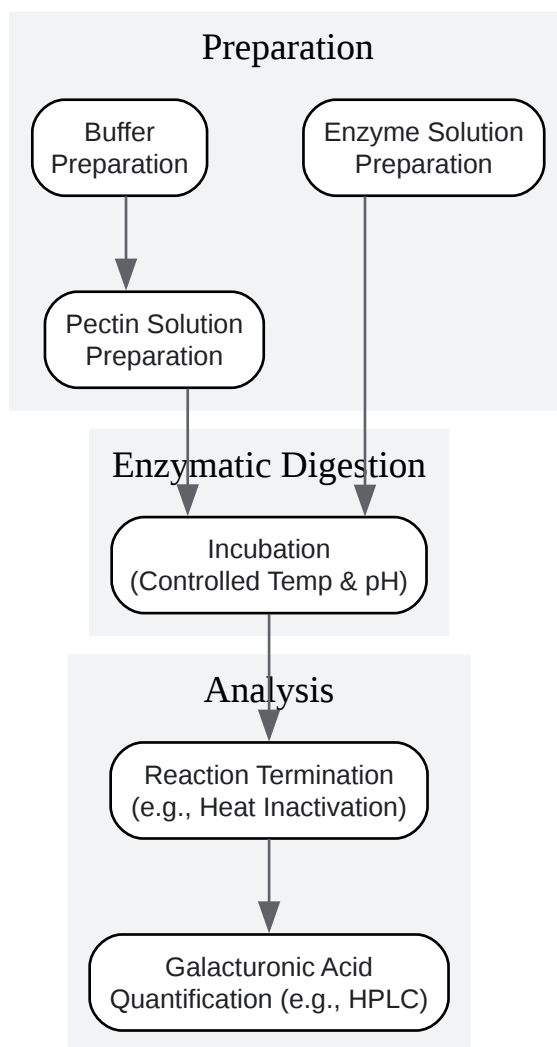 Preparation
Buffer
Preparation
Enzyme Solution
Preparation
Pectin Solution
Preparation
Enzymatic Digestion
Incubation
(Controlled Temp & pH)
Analysis
Reaction Termination
(e.g., Heat Inactivation)
Galacturonic Acid
Quantification (e.g., HPLC)